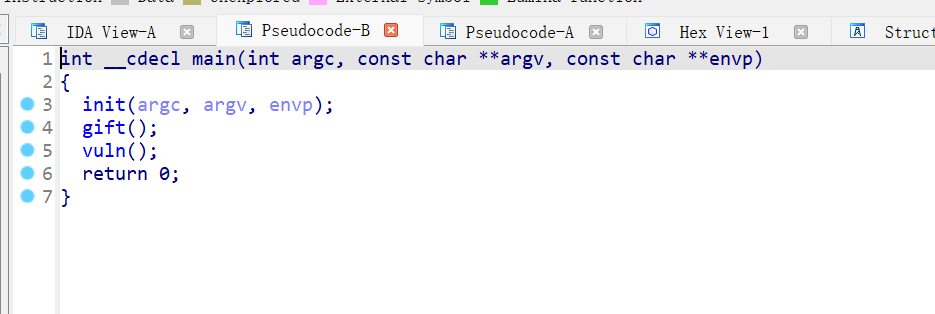 Instruction Data Unexplored External symbol Lumina function
IDA View-A Pseudocode-B Pseudocode-A Hex View-1 Struct
1 int __cdecl main(int argc, const char **argv, const char **envp)
2 {
3 init(argc, argv, envp);
4 gift();
5 vuln();
6 return 0;
7 }